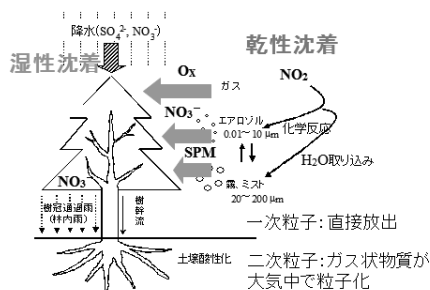 降水(SO₄²⁻, NO₃⁻)
湿性沈着
乾性沈着
Ox
ガス
NO₂
NO₃⁻
エアロゾル
0.01～10 μm
化学反応
SPM
H₂O取り込み
霧、ミスト
20～200 μm
NO₃⁻
樹冠通過雨
(林内雨)
樹幹流
土壌酸性化
一次粒子：直接放出
二次粒子：ガス状物質が
大気中で粒子化